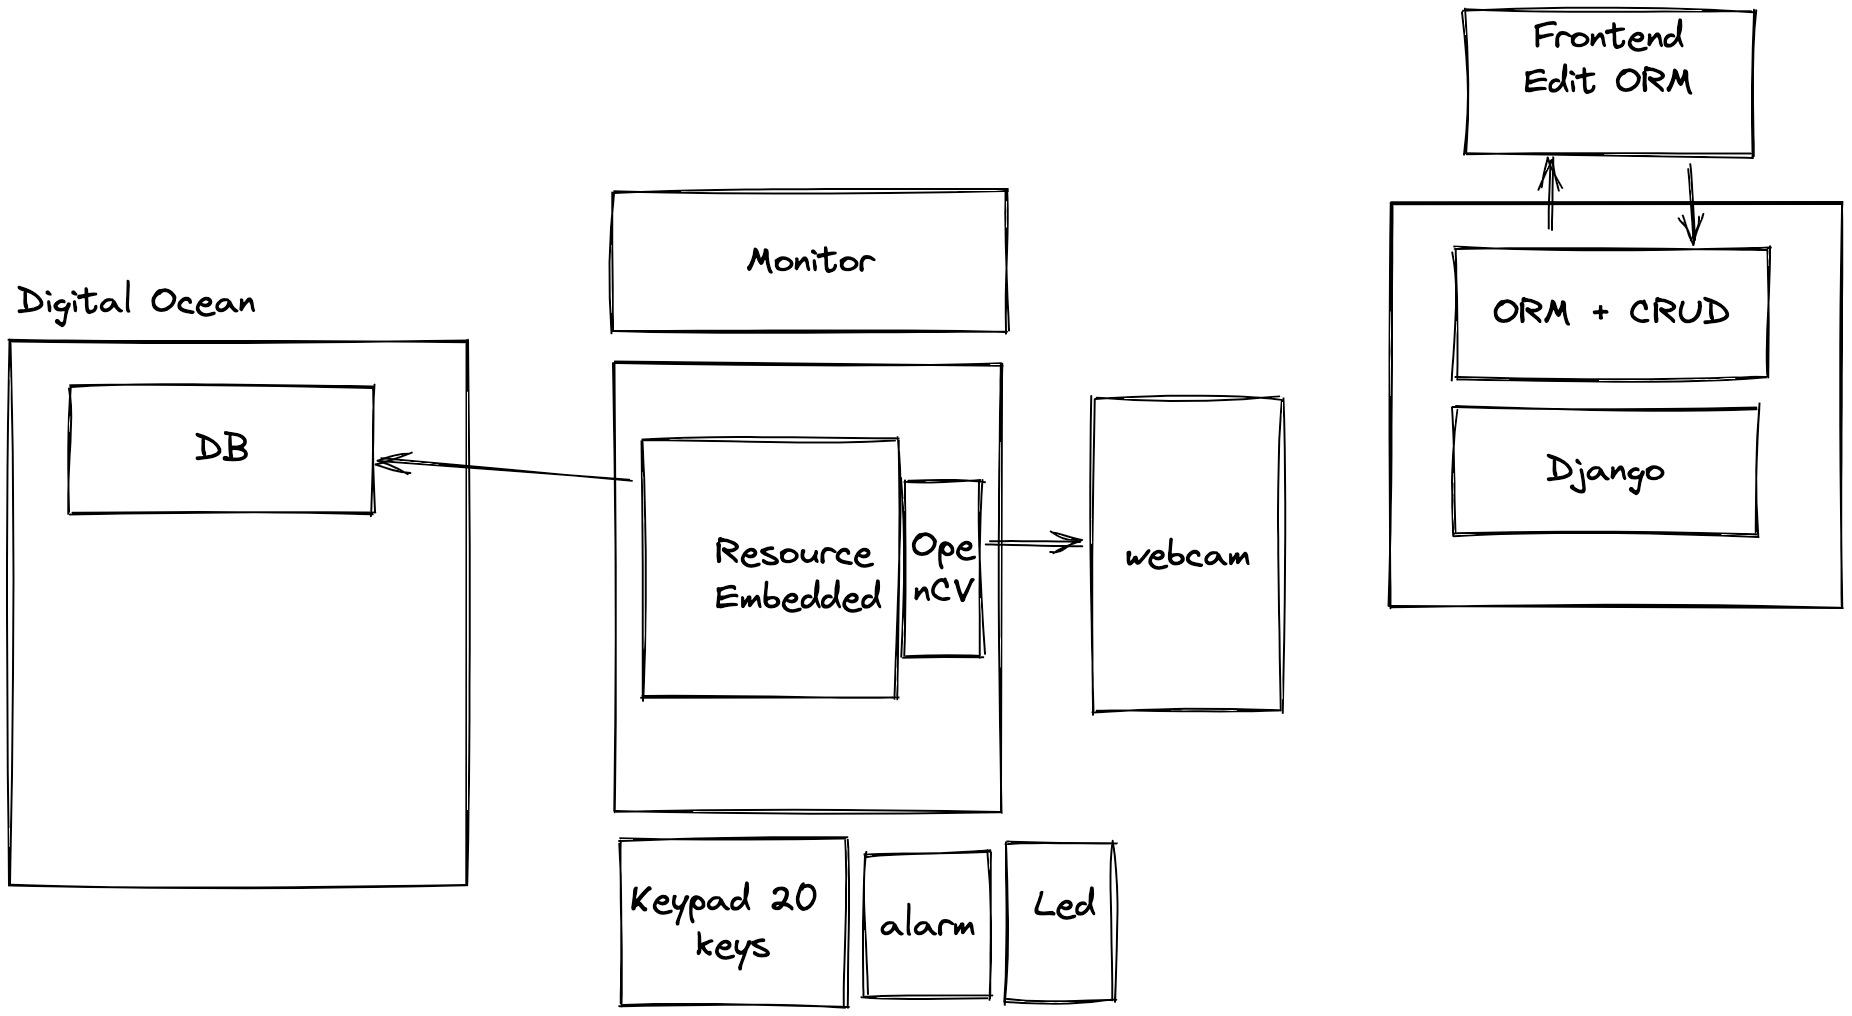 Frontend
Edit ORM
Monitor
Digital Ocean
ORM + CRUD
DB
Django
Resource
Embedded
Ope
nCV
webcam
Keypad 20
keys
alarm
Led